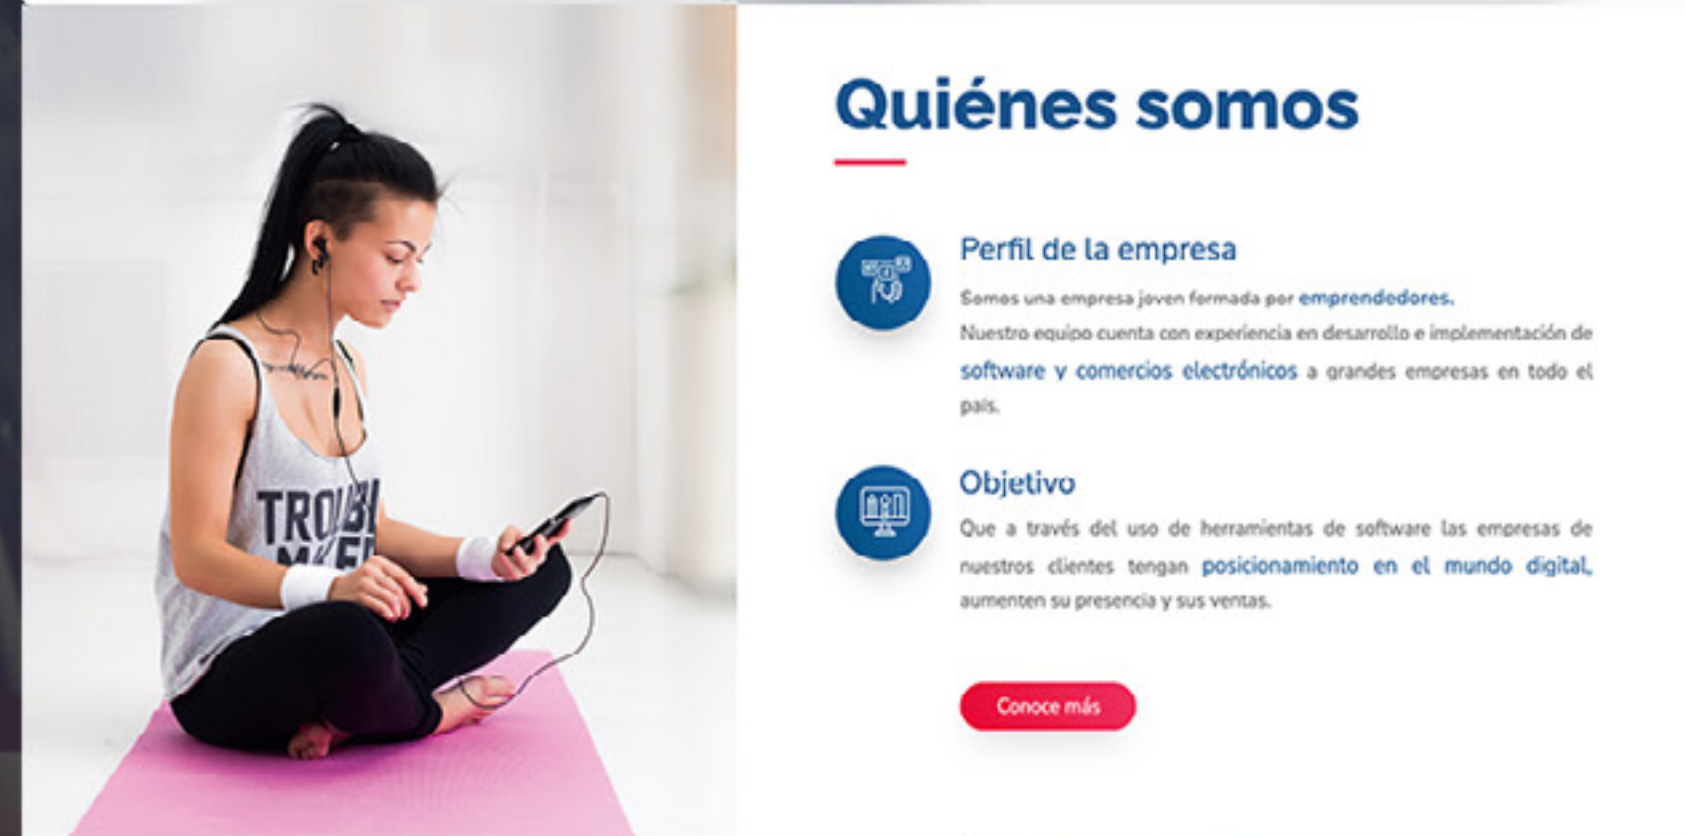 Quiénes somos
Perfil de la empresa
Somos una empresa joven formada por emprendedores.
Nuestro equipo cuenta con experiencia en desarrollo e implementación de
software y comercios electrónicos a grandes empresas en todo el
país.
Objetivo
Que a través del uso de herramientas de software las empresas de
nuestros clientes tengan posicionamiento en el mundo digital,
aumenten su presencia y sus ventas.
Conoce más